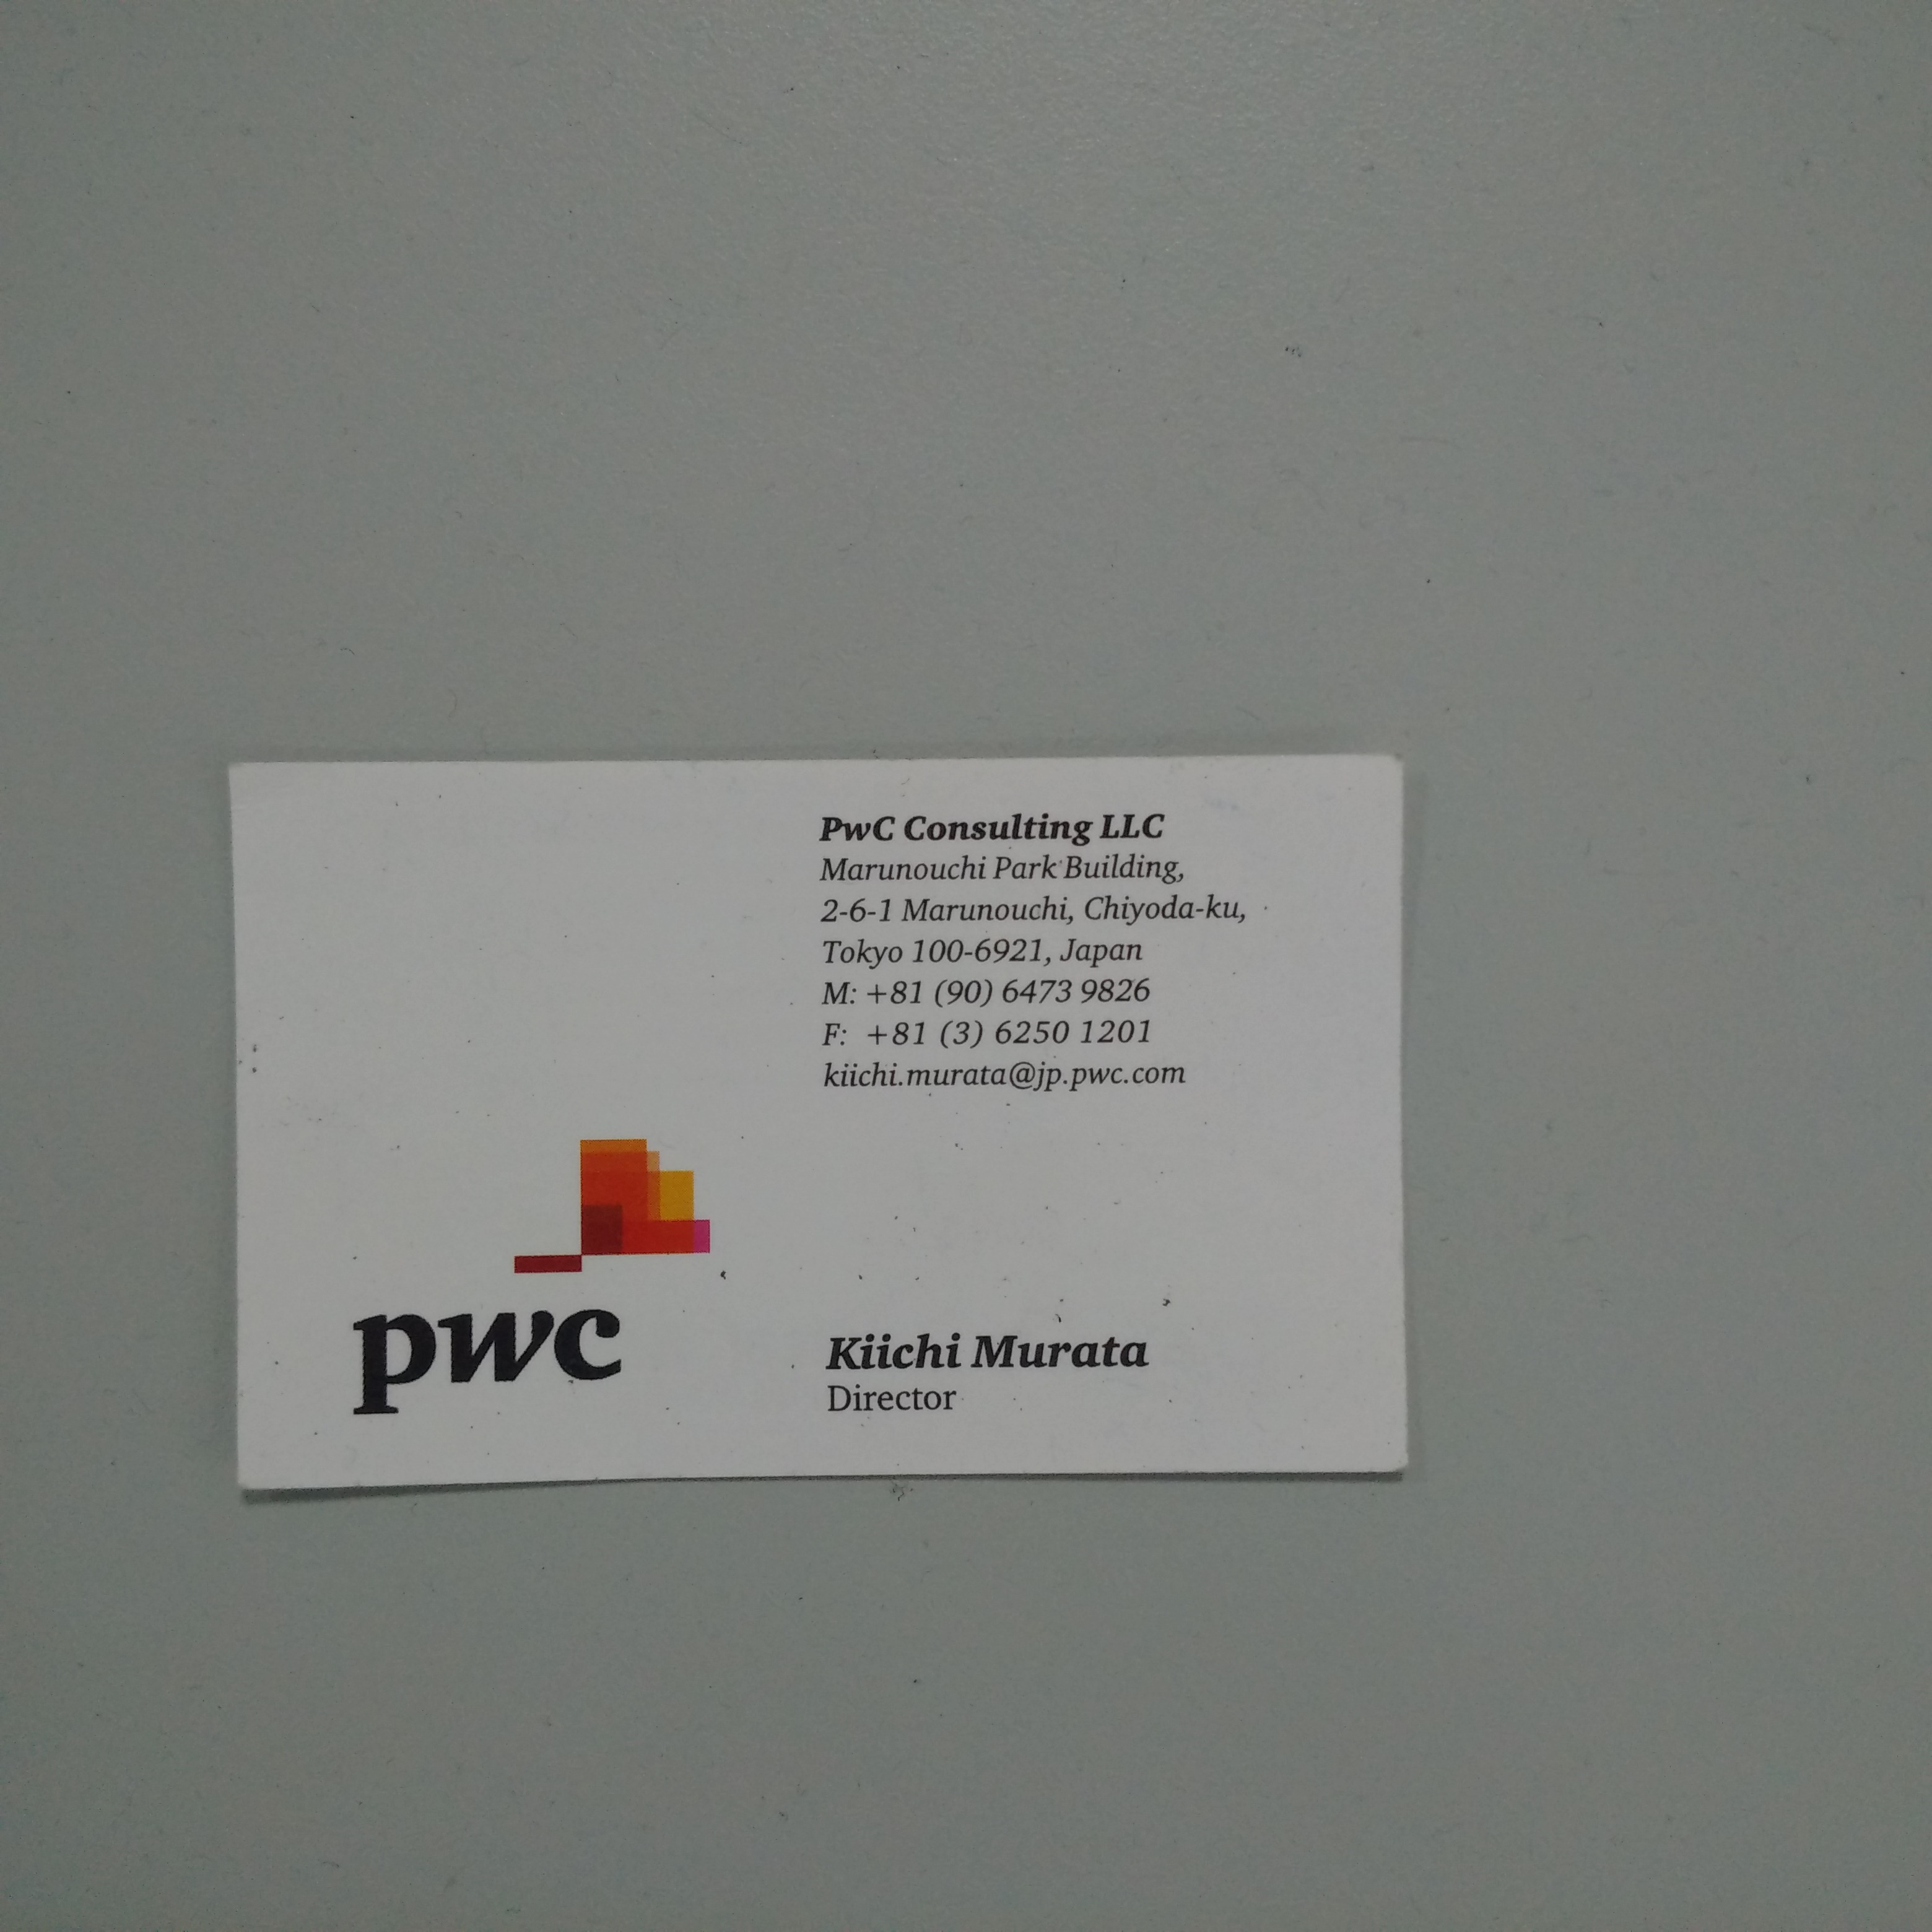 PwC Consulting LLC
Marunouchi Park Building,
2-6-1 Marunouchi, Chiyoda-ku,
Tokyo 100-6921, Japan
M: +81 (90) 6473 9826
F: +81 (3) 6250 1201
kiichi.murata@jp.pwc.com
pwc
Kiichi Murata
Director